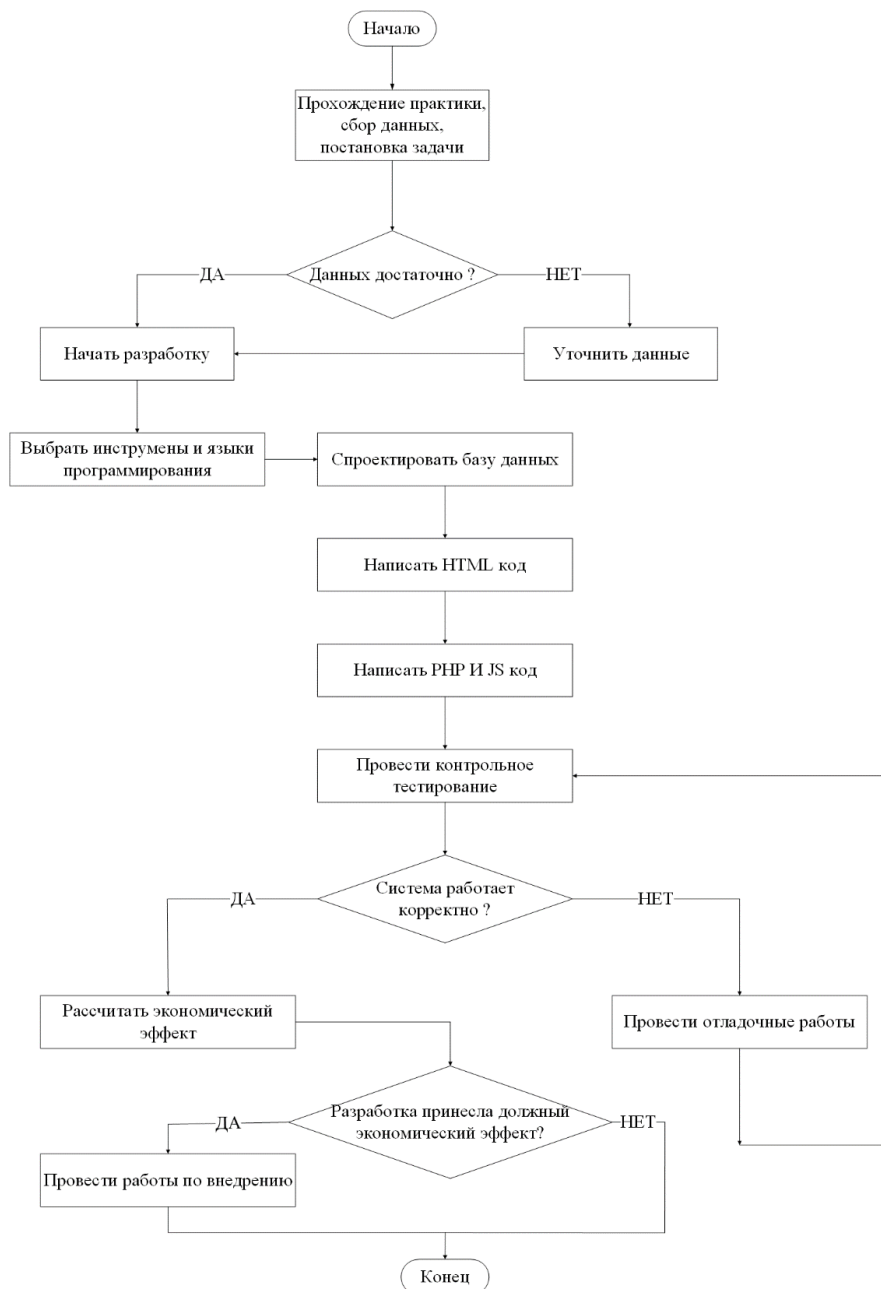 Начало
Прохождение практики,
сбор данных,
постановка задачи
Данных достаточно ?
ДА
НЕТ
Начать разработку
Уточнить данные
Выбрать инструмены и языки
программирования
Спроектировать базу данных
Написать HTML код
Написать PHP И JS код
Провести контрольное
тестирование
Система работает
корректно ?
ДА
НЕТ
Рассчитать экономический
эффект
Провести отладочные работы
Разработка принесла должный
экономический эффект?
ДА
НЕТ
Провести работы по внедрению
Конец